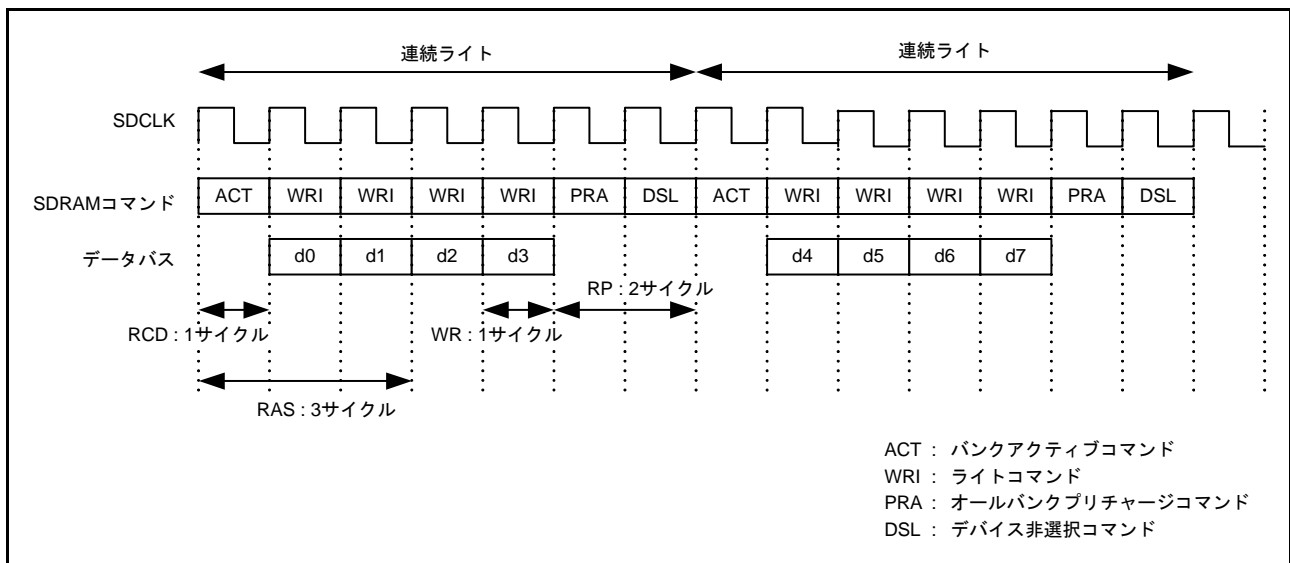 連続ライト 連続ライト
SDCLK
SDRAMコマンド ACT WRI WRI WRI WRI PRA DSL ACT WRI WRI WRI WRI PRA DSL
データバス d0 d1 d2 d3 d4 d5 d6 d7
RP : 2サイクル
RCD : 1サイクル WR : 1サイクル
RAS : 3サイクル
ACT : バンクアクティブコマンド
WRI : ライトコマンド
PRA : オールバンクプリチャージコマンド
DSL : デバイス非選択コマンド